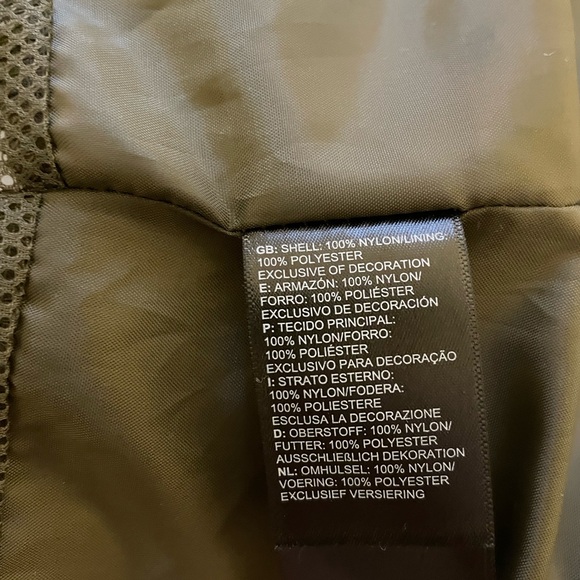 GB: SHELL: 100% NYLON/LINING:
100% POLYESTER
EXCLUSIVE OF DECORATION
E: ARMAZÓN: 100% NYLON/
FORRO: 100% POLIÉSTER
EXCLUSIVO DE DECORACIÓN
P: TECIDO PRINCIPAL:
100% NYLON/FORRO:
100% POLIÉSTER
EXCLUSIVO PARA DECORAÇÃO
I: STRATO ESTERNO:
100% NYLON/FODERA:
100% POLIESTERE
ESCLUSA LA DECORAZIONE
D: OBERSTOFF: 100% NYLON/
FUTTER: 100% POLYESTER
AUSSCHLIEßLICH DEKORATION
NL: OMHULSEL: 100% NYLON/
VOERING: 100% POLYESTER
EXCLUSIEF VERSIERING